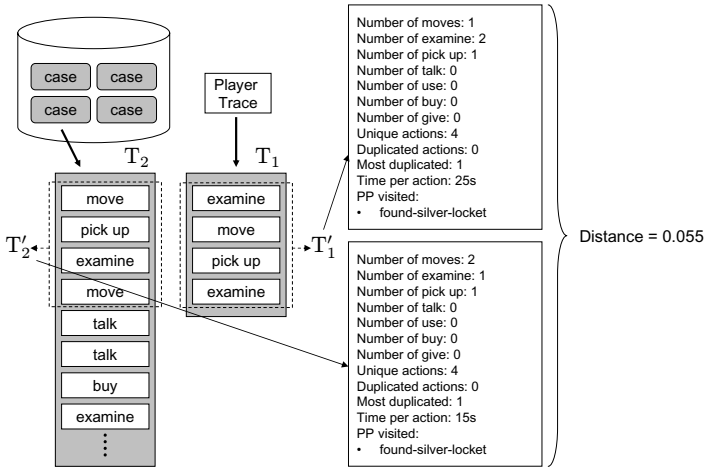 case
case
case
case
Player
Trace
T2
T1
move
pick up
examine
move
talk
talk
buy
examine
examine
move
pick up
examine
T′2
T′1
Number of moves: 1
Number of examine: 2
Number of pick up: 1
Number of talk: 0
Number of use: 0
Number of buy: 0
Number of give: 0
Unique actions: 4
Duplicated actions: 0
Most duplicated: 1
Time per action: 25s
PP visited:
• found-silver-locket
Number of moves: 2
Number of examine: 1
Number of pick up: 1
Number of talk: 0
Number of use: 0
Number of buy: 0
Number of give: 0
Unique actions: 4
Duplicated actions: 0
Most duplicated: 1
Time per action: 15s
PP visited:
• found-silver-locket
Distance = 0.055